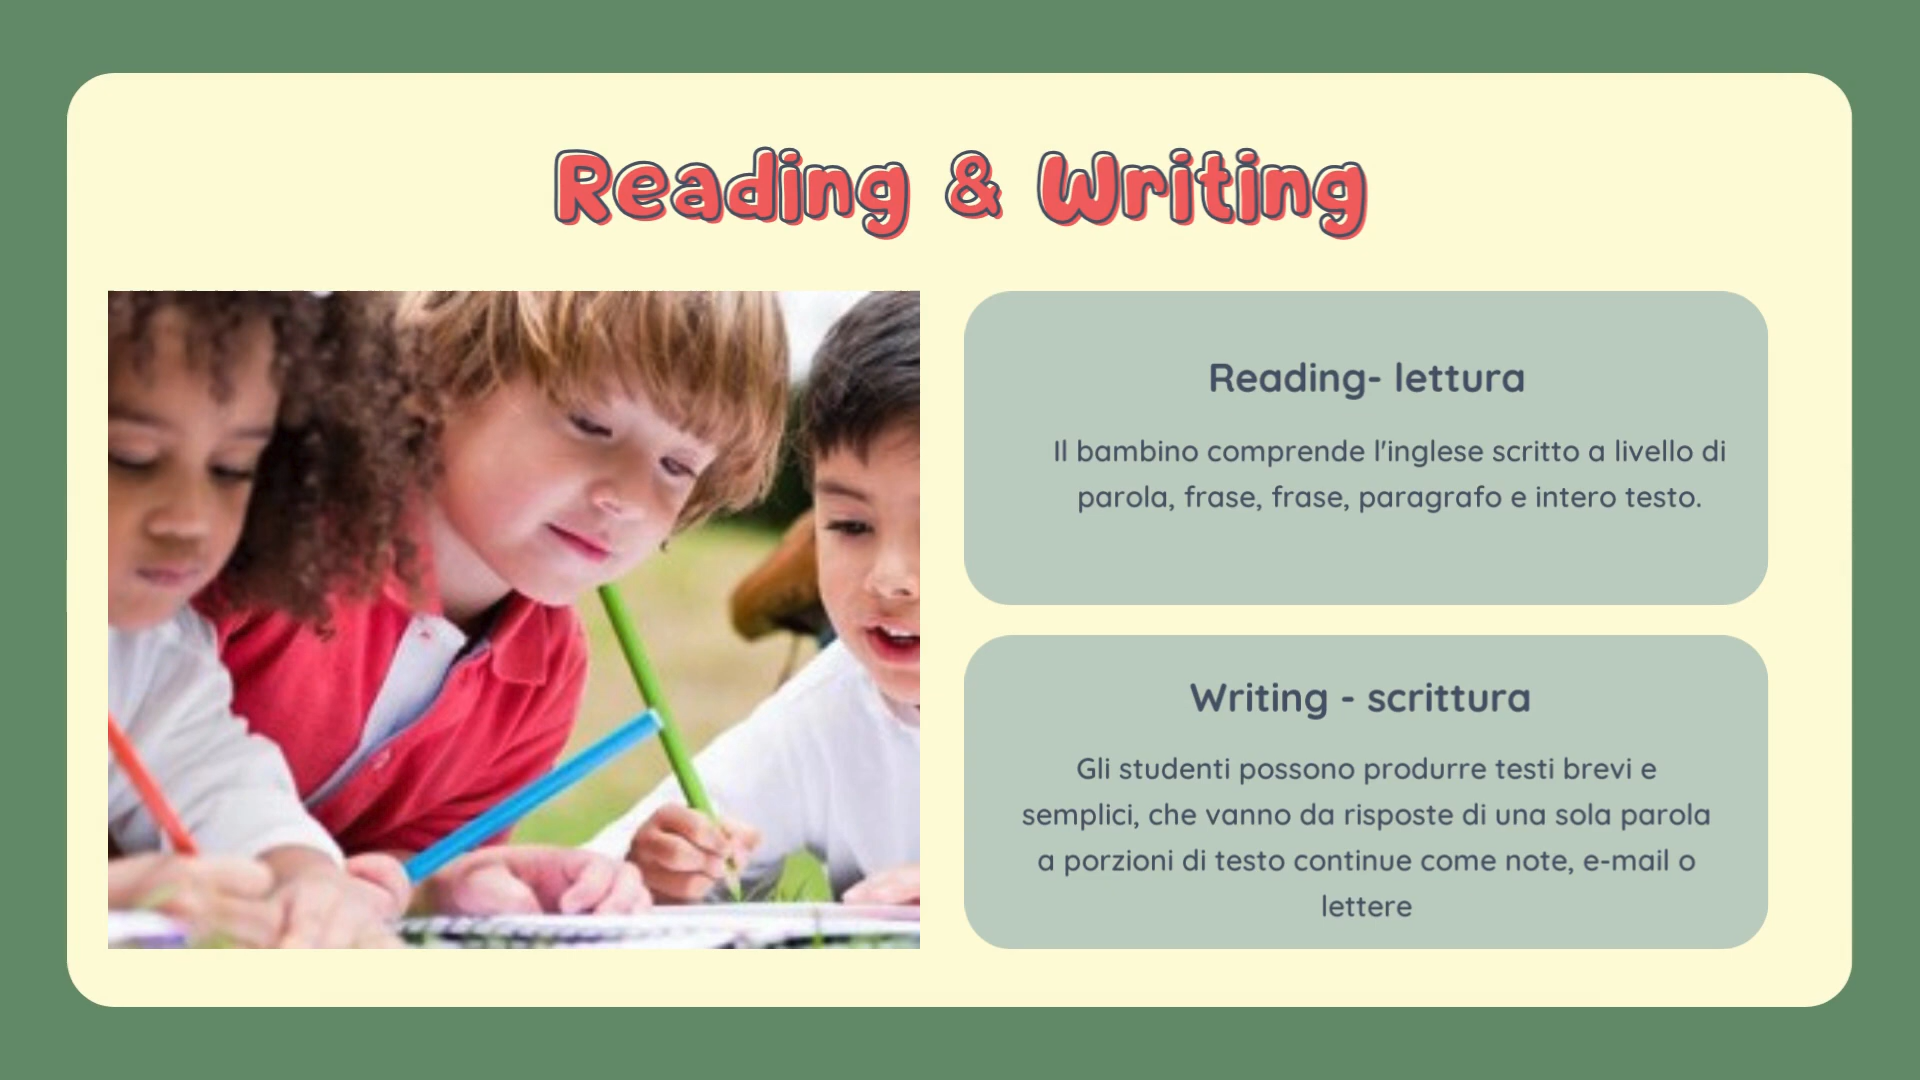 Reading & Writing
Reading- lettura
Il bambino comprende l'inglese scritto a livello di
parola, frase, frase, paragrafo e intero testo.
Writing - scrittura
Gli studenti possono produrre testi brevi e
semplici, che vanno da risposte di una sola parola
a porzioni di testo continue come note, e-mail o
lettere